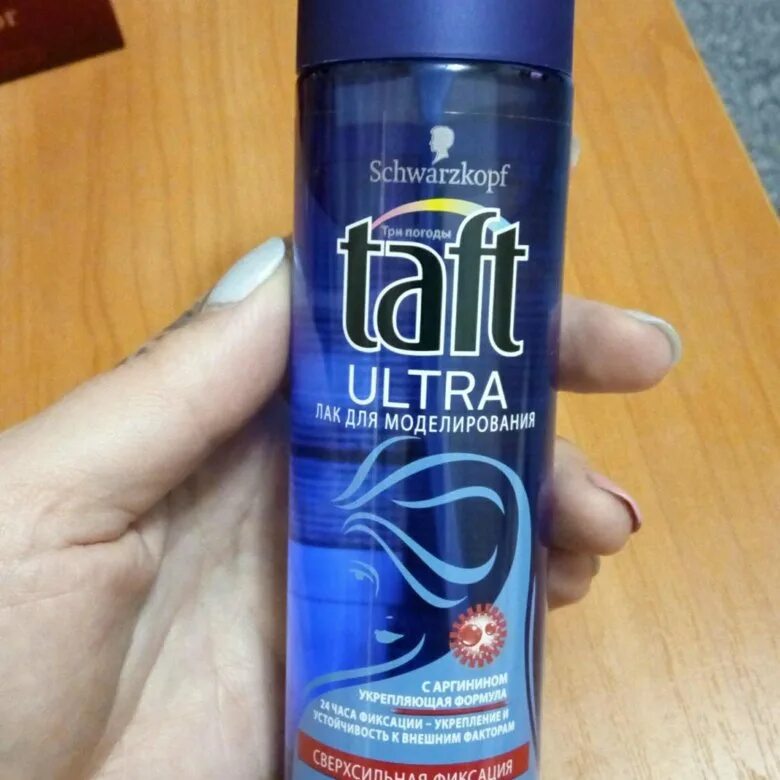 Schwarzkopf
Три погоды
taft
ULTRA
ЛАК ДЛЯ МОДЕЛИРОВАНИЯ
С АРГИНИНОМ
УКРЕПЛЯЮЩАЯ ФОРМУЛА
24 ЧАСА ФИКСАЦИИ – УКРЕПЛЕНИЕ И
УСТОЙЧИВОСТЬ К ВНЕШНИМ ФАКТОРАМ
СВЕРХСИЛЬНАЯ ФИКСАЦИЯ